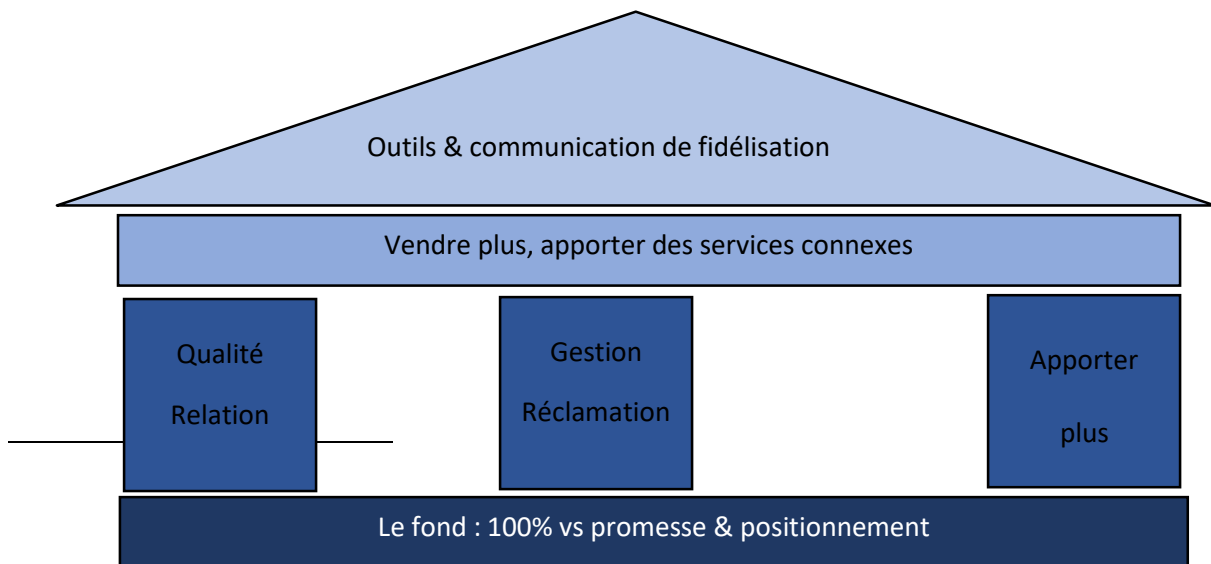 Outils & communication de fidélisation
Vendre plus, apporter des services connexes
Qualité
Relation
Gestion
Réclamation
Apporter
plus
Le fond : 100% vs promesse & positionnement